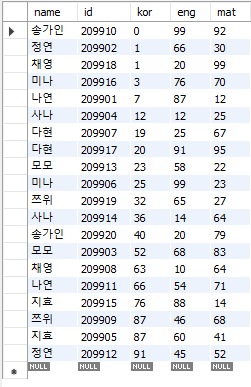 name id kor eng mat
송가인 209910 0 99 92
정연 209902 1 66 30
채영 209918 1 20 99
미나 209916 3 76 70
나연 209901 7 87 12
사나 209904 12 12 25
다현 209907 19 25 67
다현 209917 20 91 95
모모 209913 23 58 22
미나 209906 25 99 23
쯔위 209919 32 65 27
사나 209914 36 14 64
송가인 209920 40 20 79
모모 209903 52 68 83
채영 209908 63 10 64
나연 209911 66 54 71
지효 209915 76 88 14
쯔위 209909 87 46 68
지효 209905 87 60 41
정연 209912 91 45 52
NULL NULL NULL NULL NULL